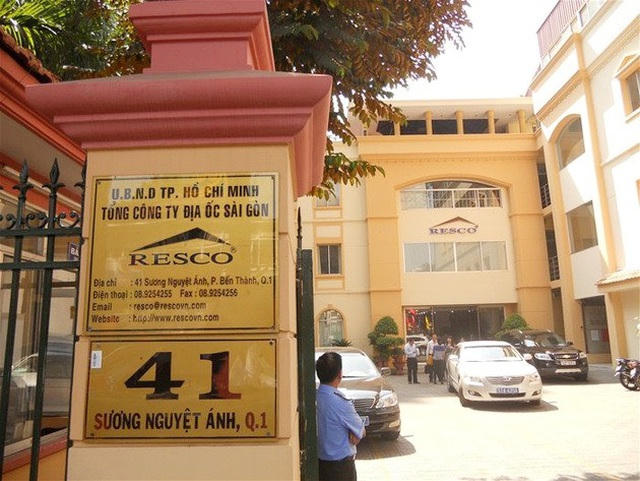 U.B.N.D TP. HỒ CHÍ MINH
TỔNG CÔNG TY ĐỊA ỐC SÀI GÒN
RESCO®
Địa chỉ : 41 Sương Nguyệt Ánh, P. Bến Thành, Q.1
Điện thoại : 08.9254255 Fax : 08.9254256
Email : resco@rescovn.com
Website : http://www.rescovn.com
41
SƯƠNG NGUYỆT ÁNH, Q.1
RESCO